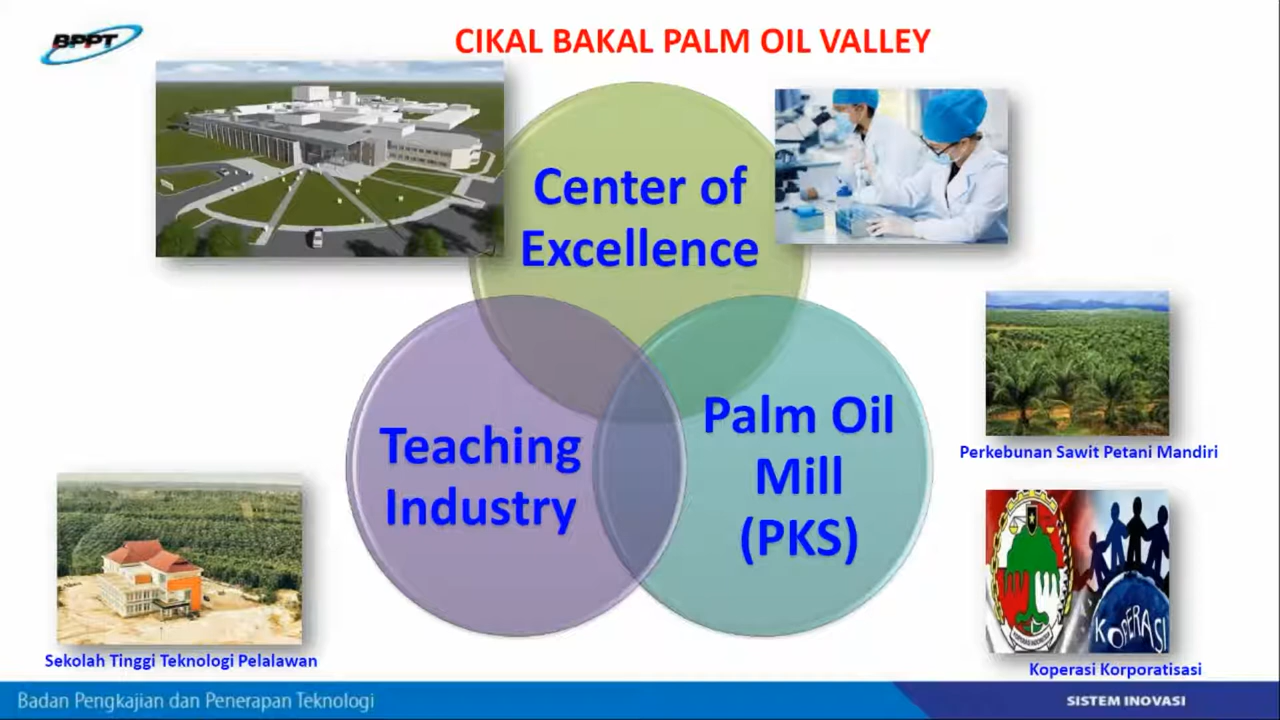 BPPT
CIKAL BAKAL PALM OIL VALLEY
Center of
Excellence
Teaching
Industry
Palm Oil
Mill
(PKS)
Perkebunan Sawit Petani Mandiri
KOPERASI
Koperasi Korporatisasi
Sekolah Tinggi Teknologi Pelalawan
Badan Pengkajian dan Penerapan Teknologi
SISTEM INOVASI